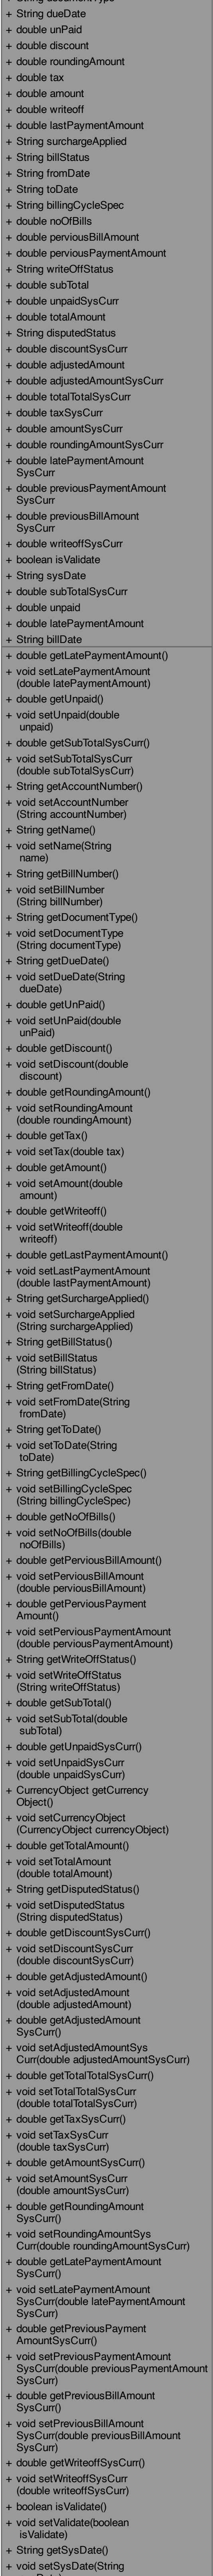 + String dueDate
+ double unPaid
+ double discount
+ double roundingAmount
+ double tax
+ double amount
+ double writeoff
+ double lastPaymentAmount
+ String surchargeApplied
+ String billStatus
+ String fromDate
+ String toDate
+ String billingCycleSpec
+ double noOfBills
+ double perviousBillAmount
+ double perviousPaymentAmount
+ String writeOffStatus
+ double subTotal
+ double unpaidSysCurr
+ double totalAmount
+ String disputedStatus
+ double discountSysCurr
+ double adjustedAmount
+ double adjustedAmountSysCurr
+ double totalTotalSysCurr
+ double taxSysCurr
+ double amountSysCurr
+ double roundingAmountSysCurr
+ double latePaymentAmount
SysCurr
+ double previousPaymentAmount
SysCurr
+ double previousBillAmount
SysCurr
+ double writeoffSysCurr
+ boolean isValidate
+ String sysDate
+ double subTotalSysCurr
+ double unpaid
+ double latePaymentAmount
+ String billDate
+ double getLatePaymentAmount()
+ void setLatePaymentAmount
(double latePaymentAmount)
+ double getUnpaid()
+ void setUnpaid(double
unpaid)
+ double getSubTotalSysCurr()
+ void setSubTotalSysCurr
(double subTotalSysCurr)
+ String getAccountNumber()
+ void setAccountNumber
(String accountNumber)
+ String getName()
+ void setName(String
name)
+ String getBillNumber()
+ void setBillNumber
(String billNumber)
+ String getDocumentType()
+ void setDocumentType
(String documentType)
+ String getDueDate()
+ void setDueDate(String
dueDate)
+ double getUnPaid()
+ void setUnPaid(double
unPaid)
+ double getDiscount()
+ void setDiscount(double
discount)
+ double getRoundingAmount()
+ void setRoundingAmount
(double roundingAmount)
+ double getTax()
+ void setTax(double tax)
+ double getAmount()
+ void setAmount(double
amount)
+ double getWriteoff()
+ void setWriteoff(double
writeoff)
+ double getLastPaymentAmount()
+ void setLastPaymentAmount
(double lastPaymentAmount)
+ String getSurchargeApplied()
+ void setSurchargeApplied
(String surchargeApplied)
+ String getBillStatus()
+ void setBillStatus
(String billStatus)
+ String getFromDate()
+ void setFromDate(String
fromDate)
+ String getToDate()
+ void setToDate(String
toDate)
+ String getBillingCycleSpec()
+ void setBillingCycleSpec
(String billingCycleSpec)
+ double getNoOfBills()
+ void setNoOfBills(double
noOfBills)
+ double getPerviousBillAmount()
+ void setPerviousBillAmount
(double perviousBillAmount)
+ double getPerviousPayment
Amount()
+ void setPerviousPaymentAmount
(double perviousPaymentAmount)
+ String getWriteOffStatus()
+ void setWriteOffStatus
(String writeOffStatus)
+ double getSubTotal()
+ void setSubTotal(double
subTotal)
+ double getUnpaidSysCurr()
+ void setUnpaidSysCurr
(double unpaidSysCurr)
+ CurrencyObject getCurrency
Object()
+ void setCurrencyObject
(CurrencyObject currencyObject)
+ double getTotalAmount()
+ void setTotalAmount
(double totalAmount)
+ String getDisputedStatus()
+ void setDisputedStatus
(String disputedStatus)
+ double getDiscountSysCurr()
+ void setDiscountSysCurr
(double discountSysCurr)
+ double getAdjustedAmount()
+ void setAdjustedAmount
(double adjustedAmount)
+ double getAdjustedAmount
SysCurr()
+ void setAdjustedAmountSys
Curr(double adjustedAmountSysCurr)
+ double getTotalTotalSysCurr()
+ void setTotalTotalSysCurr
(double totalTotalSysCurr)
+ double getTaxSysCurr()
+ void setTaxSysCurr
(double taxSysCurr)
+ double getAmountSysCurr()
+ void setAmountSysCurr
(double amountSysCurr)
+ double getRoundingAmount
SysCurr()
+ void setRoundingAmountSys
Curr(double roundingAmountSysCurr)
+ double getLatePaymentAmount
SysCurr()
+ void setLatePaymentAmount
SysCurr(double latePaymentAmount
SysCurr)
+ double getPreviousPayment
AmountSysCurr()
+ void setPreviousPaymentAmount
SysCurr(double previousPaymentAmount
SysCurr)
+ double getPreviousBillAmount
SysCurr()
+ void setPreviousBillAmount
SysCurr(double previousBillAmount
SysCurr)
+ double getWriteoffSysCurr()
+ void setWriteoffSysCurr
(double writeoffSysCurr)
+ boolean isValidate()
+ void setValidate(boolean
isValidate)
+ String getSysDate()
+ void setSysDate(String